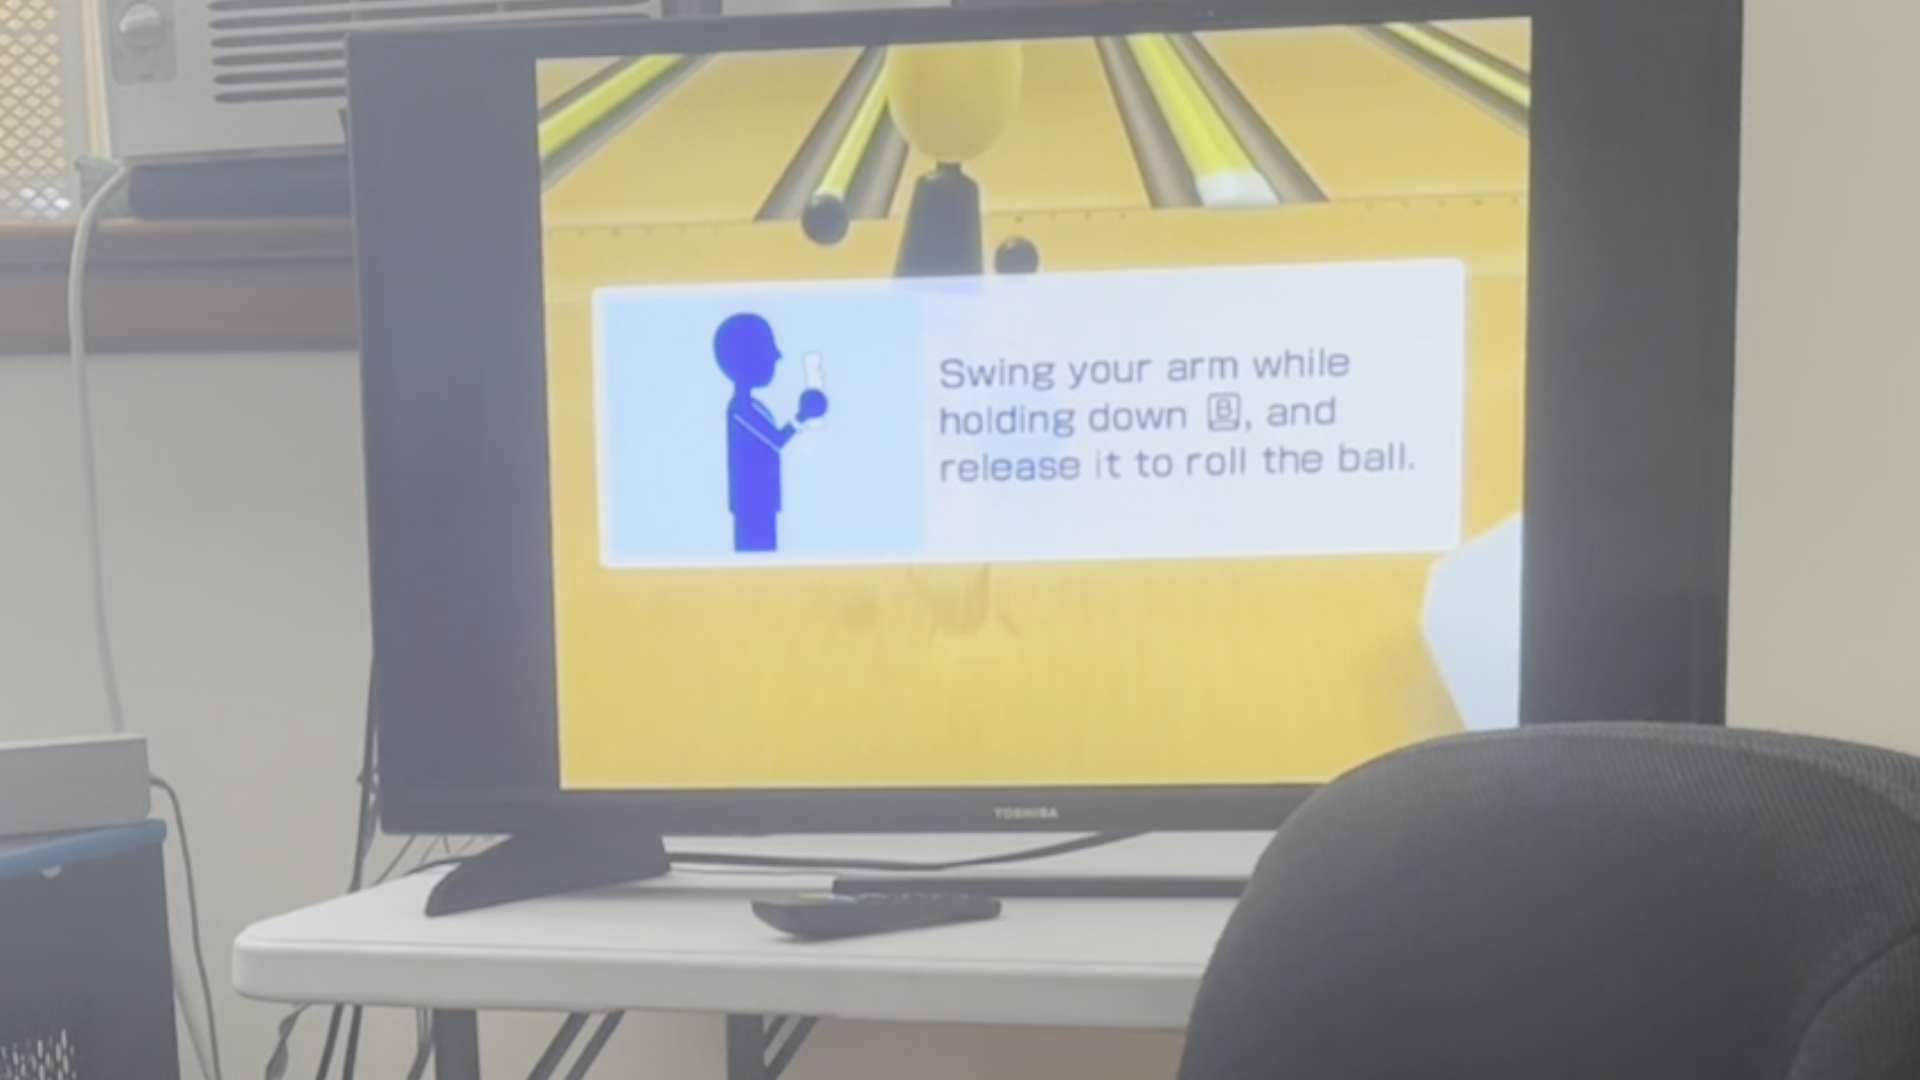 Swing your arm while
holding down B, and
release it to roll the ball.
TOSHIBA